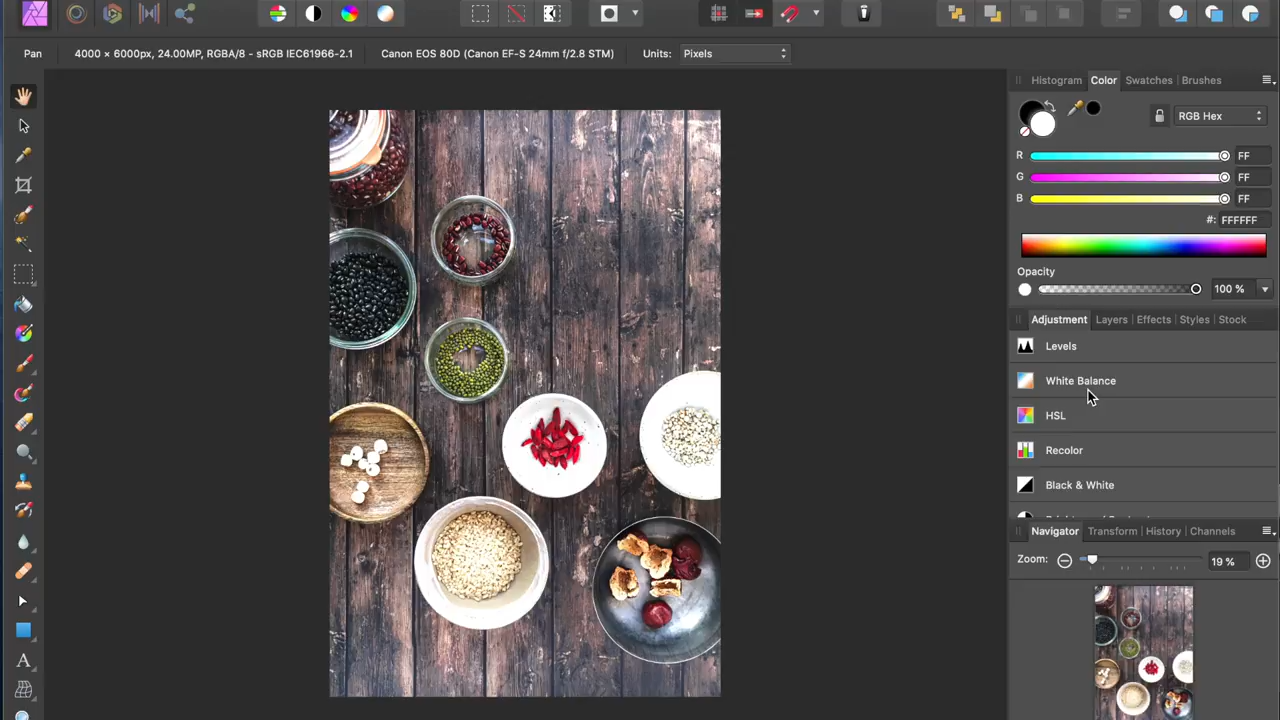 Pan 4000 × 6000px, 24.00MP, RGBA/8 - sRGB IEC61966-2.1 Canon EOS 80D (Canon EF-S 24mm f/2.8 STM) Units: Pixels
Histogram Color Swatches Brushes
RGB Hex
R FF
G FF
B FF
#: FFFFFF
Opacity
100 %
Adjustment Layers Effects Styles Stock
Levels
White Balance
HSL
Recolor
Black & White
Navigator Transform History Channels
Zoom: 19 %
A